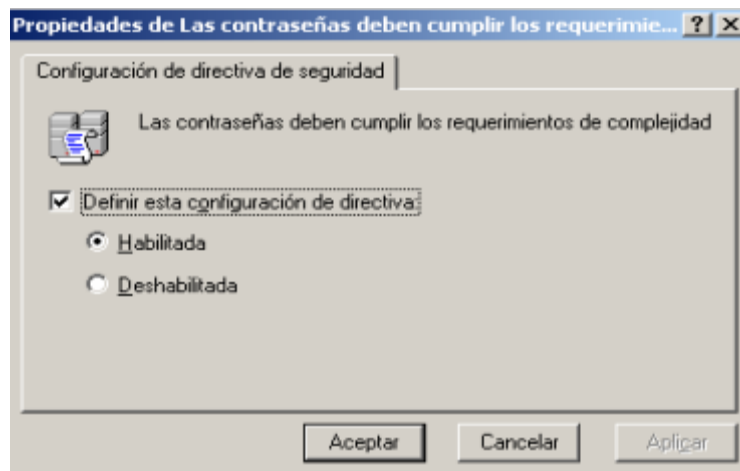 Propiedades de Las contraseñas deben cumplir los requerimie...
Configuración de directiva de seguridad
Las contraseñas deben cumplir los requerimientos de complejidad
Definir esta configuración de directiva:
Habilitada
Deshabilitada
Aceptar Cancelar Aplicar